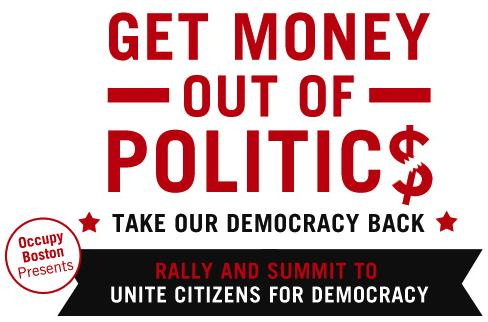 GET MONEY
OUT OF
POLITIC$
TAKE OUR DEMOCRACY BACK
Occupy
Boston
Presents
RALLY AND SUMMIT TO
UNITE CITIZENS FOR DEMOCRACY